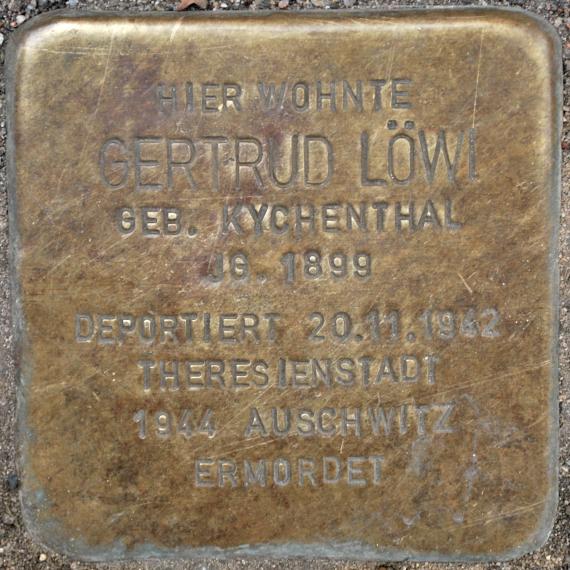 HIER WOHNTE
GERTRUD LÖWI
GEB. KYCHENTHAL
JG. 1899
DEPORTIERT 20.11.1942
THERESIENSTADT
1944 AUSCHWITZ
ERMORDET